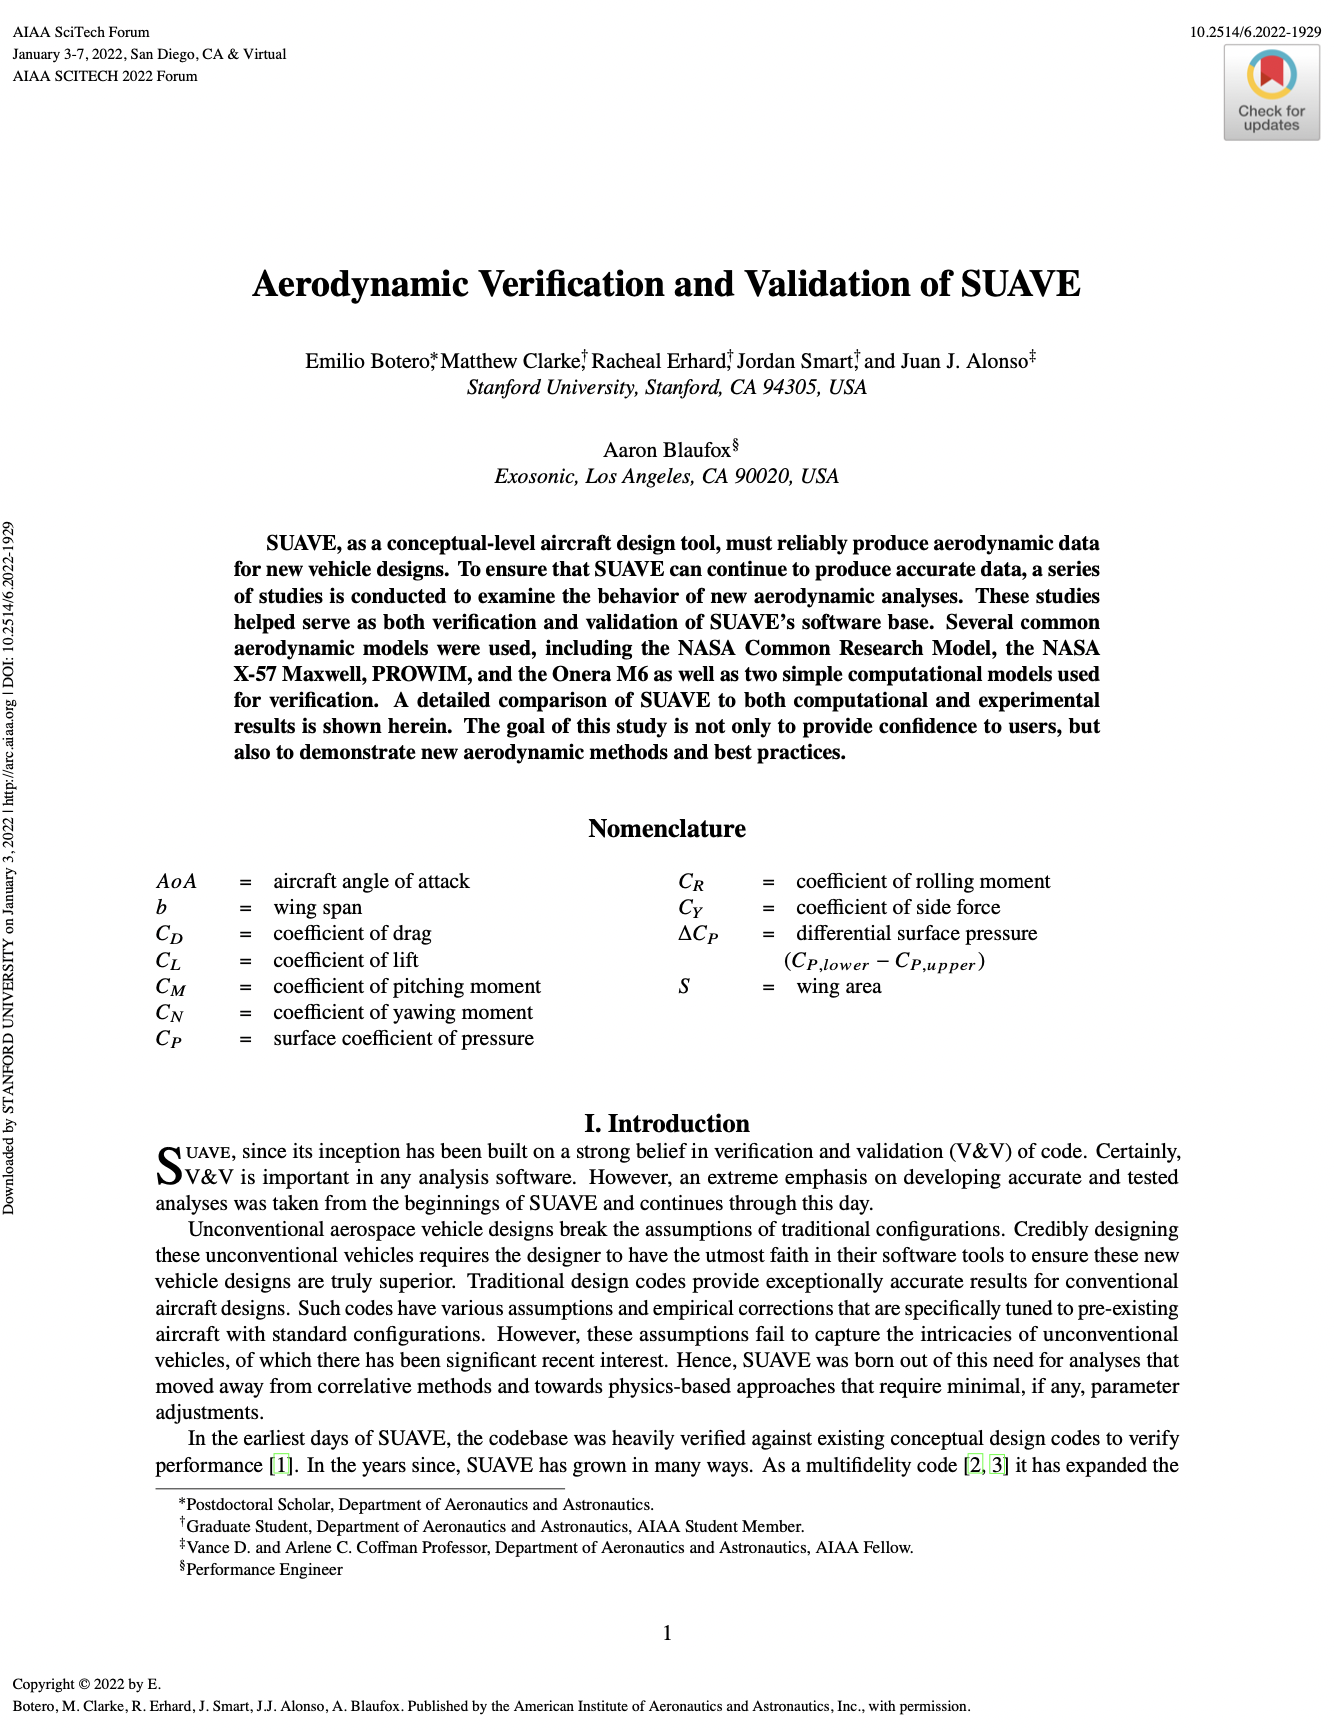 AIAA SciTech Forum
January 3-7, 2022, San Diego, CA & Virtual
AIAA SCITECH 2022 Forum
10.2514/6.2022-1929
Check for
updates
Aerodynamic Verification and Validation of SUAVE
Emilio Botero*, Matthew Clarke,† Racheal Erhard,† Jordan Smart,† and Juan J. Alonso‡
Stanford University, Stanford, CA 94305, USA
Aaron Blaufox§
Exosonic, Los Angeles, CA 90020, USA
SUAVE, as a conceptual-level aircraft design tool, must reliably produce aerodynamic data
for new vehicle designs. To ensure that SUAVE can continue to produce accurate data, a series
of studies is conducted to examine the behavior of new aerodynamic analyses. These studies
helped serve as both verification and validation of SUAVE's software base. Several common
aerodynamic models were used, including the NASA Common Research Model, the NASA
X-57 Maxwell, PROWIM, and the Onera M6 as well as two simple computational models used
for verification. A detailed comparison of SUAVE to both computational and experimental
results is shown herein. The goal of this study is not only to provide confidence to users, but
also to demonstrate new aerodynamic methods and best practices.
Nomenclature
AoA = aircraft angle of attack
b = wing span
C_D = coefficient of drag
C_L = coefficient of lift
C_M = coefficient of pitching moment
C_N = coefficient of yawing moment
C_P = surface coefficient of pressure
C_R = coefficient of rolling moment
C_Y = coefficient of side force
ΔC_P = differential surface pressure
(C_P,lower − C_P,upper)
S = wing area
I. Introduction
SUAVE, since its inception has been built on a strong belief in verification and validation (V&V) of code. Certainly,
V&V is important in any analysis software. However, an extreme emphasis on developing accurate and tested
analyses was taken from the beginnings of SUAVE and continues through this day.
Unconventional aerospace vehicle designs break the assumptions of traditional configurations. Credibly designing
these unconventional vehicles requires the designer to have the utmost faith in their software tools to ensure these new
vehicle designs are truly superior. Traditional design codes provide exceptionally accurate results for conventional
aircraft designs. Such codes have various assumptions and empirical corrections that are specifically tuned to pre-existing
aircraft with standard configurations. However, these assumptions fail to capture the intricacies of unconventional
vehicles, of which there has been significant recent interest. Hence, SUAVE was born out of this need for analyses that
moved away from correlative methods and towards physics-based approaches that require minimal, if any, parameter
adjustments.
In the earliest days of SUAVE, the codebase was heavily verified against existing conceptual design codes to verify
performance [1]. In the years since, SUAVE has grown in many ways. As a multifidelity code [2, 3] it has expanded the
*Postdoctoral Scholar, Department of Aeronautics and Astronautics.
†Graduate Student, Department of Aeronautics and Astronautics, AIAA Student Member.
‡Vance D. and Arlene C. Coffman Professor, Department of Aeronautics and Astronautics, AIAA Fellow.
§Performance Engineer
1
Copyright © 2022 by E.
Botero, M. Clarke, R. Erhard, J. Smart, J.J. Alonso, A. Blaufox. Published by the American Institute of Aeronautics and Astronautics, Inc., with permission.
Downloaded by STANFORD UNIVERSITY on January 3, 2022 | http://arc.aiaa.org | DOI: 10.2514/6.2022-1929